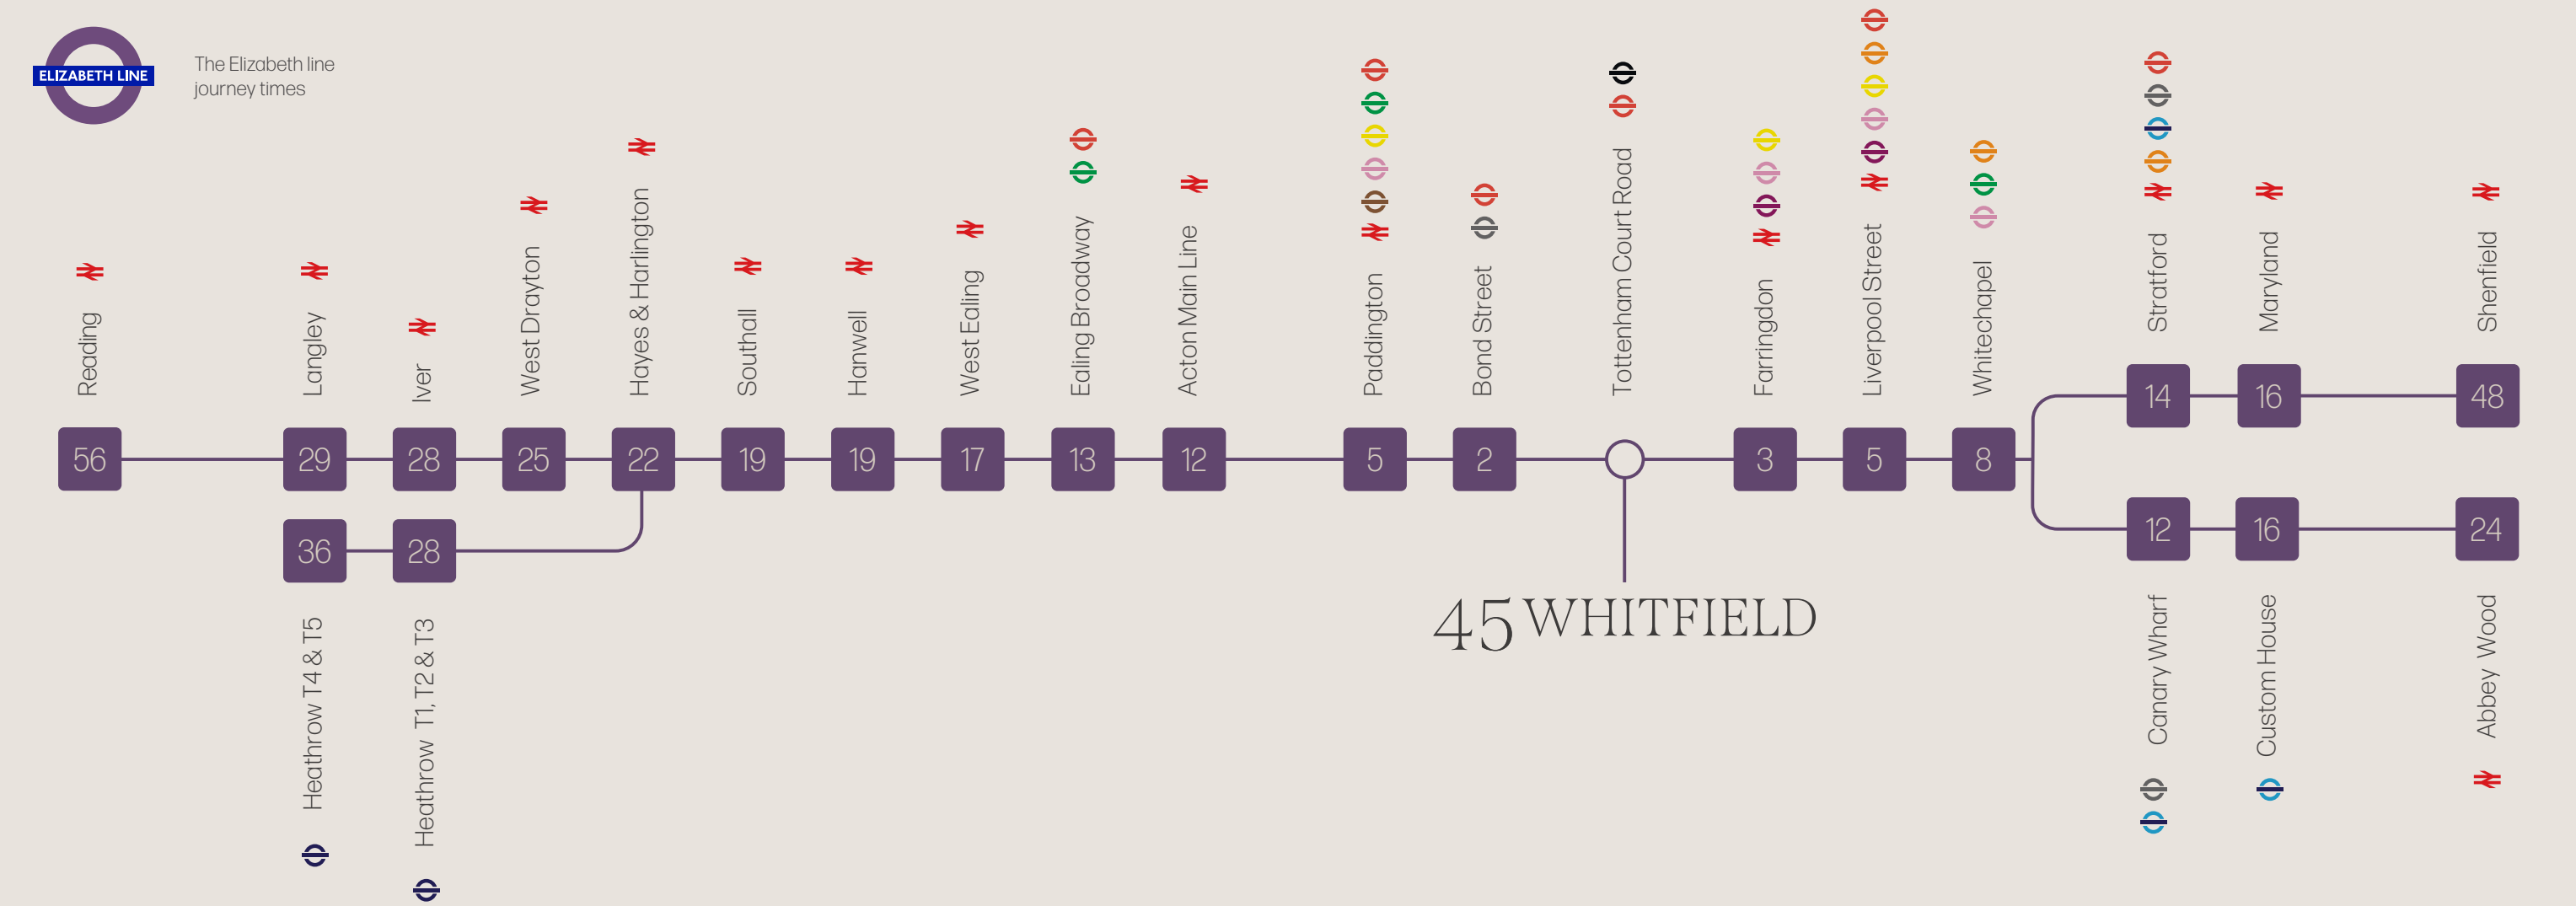 ELIZABETH LINE
The Elizabeth line
journey times
Reading
Langley
Iver
West Drayton
Hayes & Harlington
Southall
Hanwell
West Ealing
Ealing Broadway
Acton Main Line
Paddington
Bond Street
Tottenham Court Road
Farringdon
Liverpool Street
Whitechapel
Stratford
Maryland
Shenfield
14 16 48
56 29 28 25 22 19 19 17 13 12 5 2 3 5 8
12 16 24
36 28
45 WHITFIELD
Heathrow T4 & T5
Heathrow T1, T2 & T3
Canary Wharf
Custom House
Abbey Wood